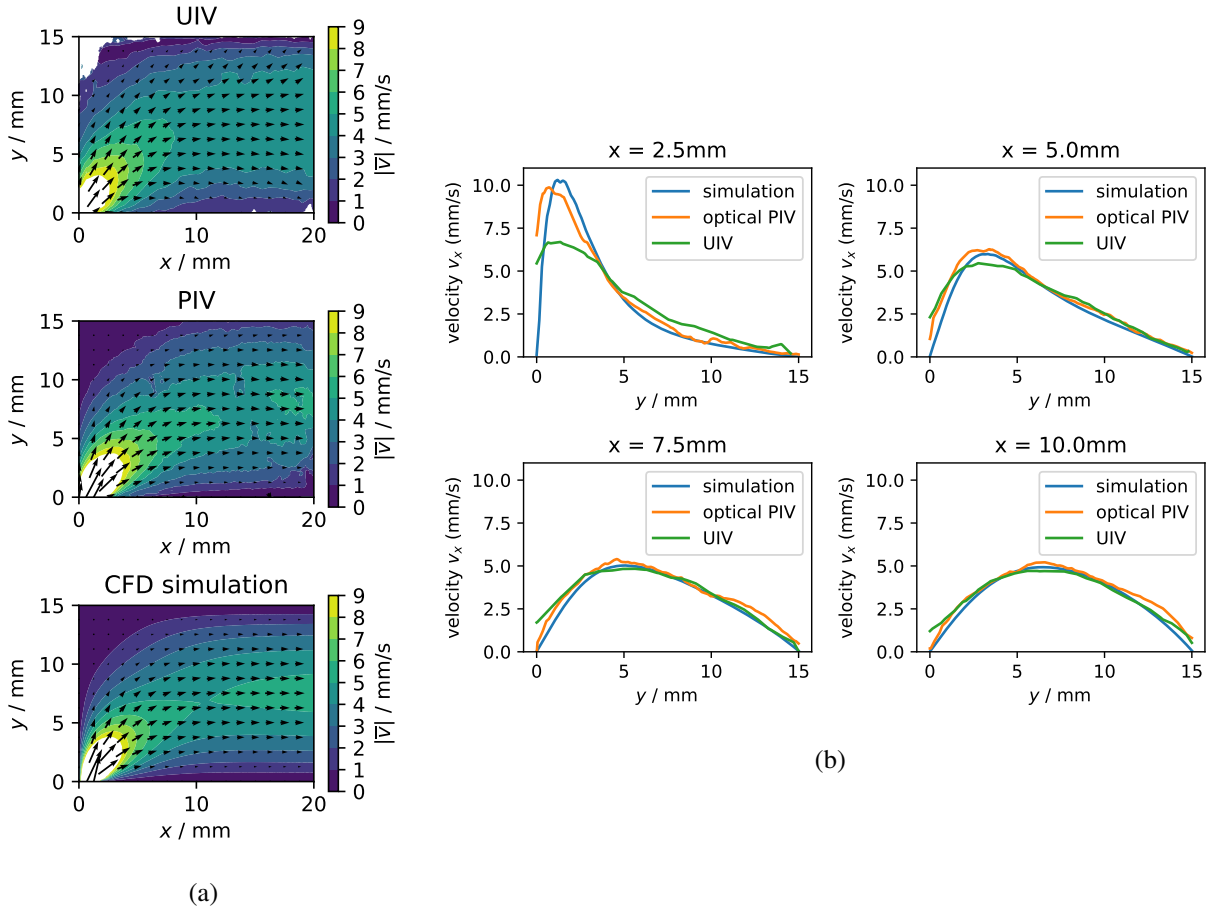 UIV
15
10
5
0
0 10 20
x / mm
y / mm
9
8
7
6
5
4
3
2
1
0
|v̅| / mm/s
PIV
15
10
5
0
0 10 20
x / mm
y / mm
9
8
7
6
5
4
3
2
1
0
|v̅| / mm/s
CFD simulation
15
10
5
0
0 10 20
x / mm
y / mm
9
8
7
6
5
4
3
2
1
0
|v̅| / mm/s
(a)
x = 2.5mm
10.0
7.5
5.0
2.5
0.0
0 5 10 15
y / mm
velocity vₓ (mm/s)
simulation
optical PIV
UIV
x = 5.0mm
10.0
7.5
5.0
2.5
0.0
0 5 10 15
y / mm
velocity vₓ (mm/s)
simulation
optical PIV
UIV
x = 7.5mm
10.0
7.5
5.0
2.5
0.0
0 5 10 15
y / mm
velocity vₓ (mm/s)
simulation
optical PIV
UIV
x = 10.0mm
10.0
7.5
5.0
2.5
0.0
0 5 10 15
y / mm
velocity vₓ (mm/s)
simulation
optical PIV
UIV
(b)